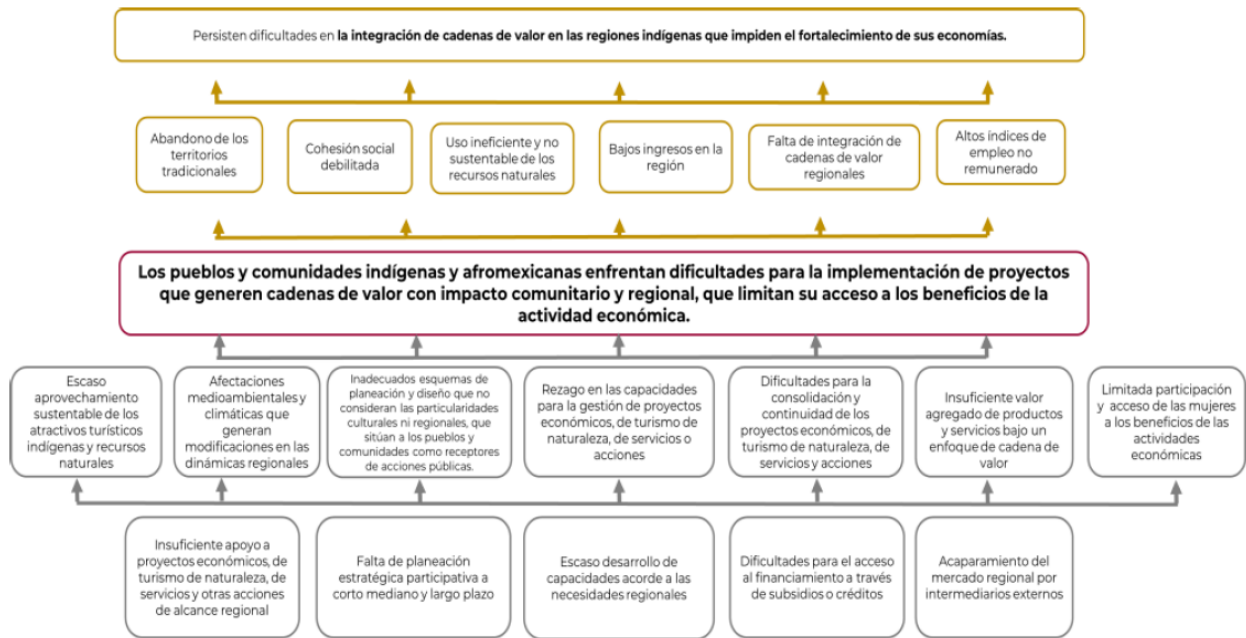 Persisten dificultades en la integración de cadenas de valor en las regiones indígenas que impiden el fortalecimiento de sus economías.
Abandono de los
territorios
tradicionales
Cohesión social
debilitada
Uso ineficiente y no
sustentable de los
recursos naturales
Bajos ingresos en la
región
Falta de integración de
cadenas de valor
regionales
Altos índices de
empleo no
remunerado
Los pueblos y comunidades indígenas y afromexicanas enfrentan dificultades para la implementación de proyectos
que generen cadenas de valor con impacto comunitario y regional, que limitan su acceso a los beneficios de la
actividad económica.
Escaso
aprovechamiento
sustentable de los
atractivos turísticos
indígenas y recursos
naturales
Afectaciones
medioambientales y
climáticas que
generan
modificaciones en las
dinámicas regionales
Inadecuados esquemas de
planeación y diseño que no
consideran las particularidades
culturales ni regionales, que
sitúan a los pueblos y
comunidades como receptores
de acciones públicas.
Rezago en las capacidades
para la gestión de proyectos
económicos, de turismo de
naturaleza, de servicios o
acciones
Dificultades para la
consolidación y
continuidad de los
proyectos económicos, de
turismo de naturaleza, de
servicios y acciones
Insuficiente valor
agregado de productos
y servicios bajo un
enfoque de cadena de
valor
Limitada participación
y acceso de las mujeres
a los beneficios de las
actividades
económicas
Insuficiente apoyo a
proyectos económicos, de
turismo de naturaleza, de
servicios y otras acciones
de alcance regional
Falta de planeación
estratégica participativa a
corto mediano y largo plazo
Escaso desarrollo de
capacidades acorde a las
necesidades regionales
Dificultades para el acceso
al financiamiento a través
de subsidios o créditos
Acaparamiento del
mercado regional por
intermediarios externos